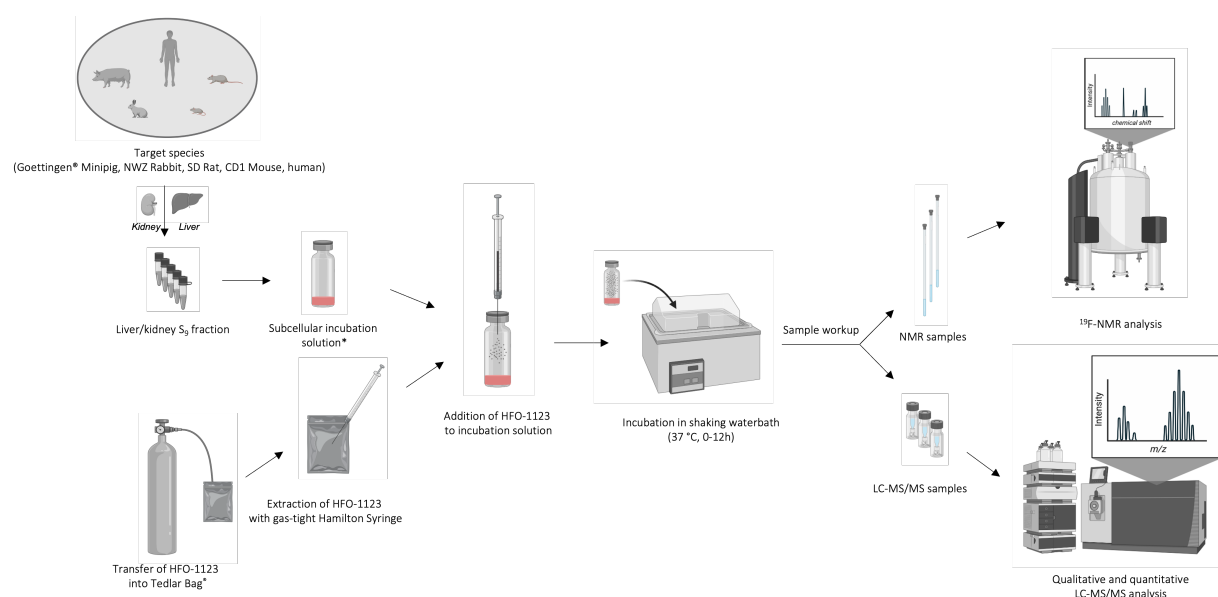 Target species
(Goettingen® Minipig, NWZ Rabbit, SD Rat, CD1 Mouse, human)
Kidney Liver
Liver/kidney S₉ fraction
Subcellular incubation
solution*
Transfer of HFO-1123
into Tedlar Bag*
Extraction of HFO-1123
with gas-tight Hamilton Syringe
Addition of HFO-1123
to incubation solution
Incubation in shaking waterbath
(37 °C, 0-12h)
Sample workup
NMR samples
LC-MS/MS samples
Intensity
chemical shift
¹⁹F-NMR analysis
Intensity
m/z
Qualitative and quantitative
LC-MS/MS analysis